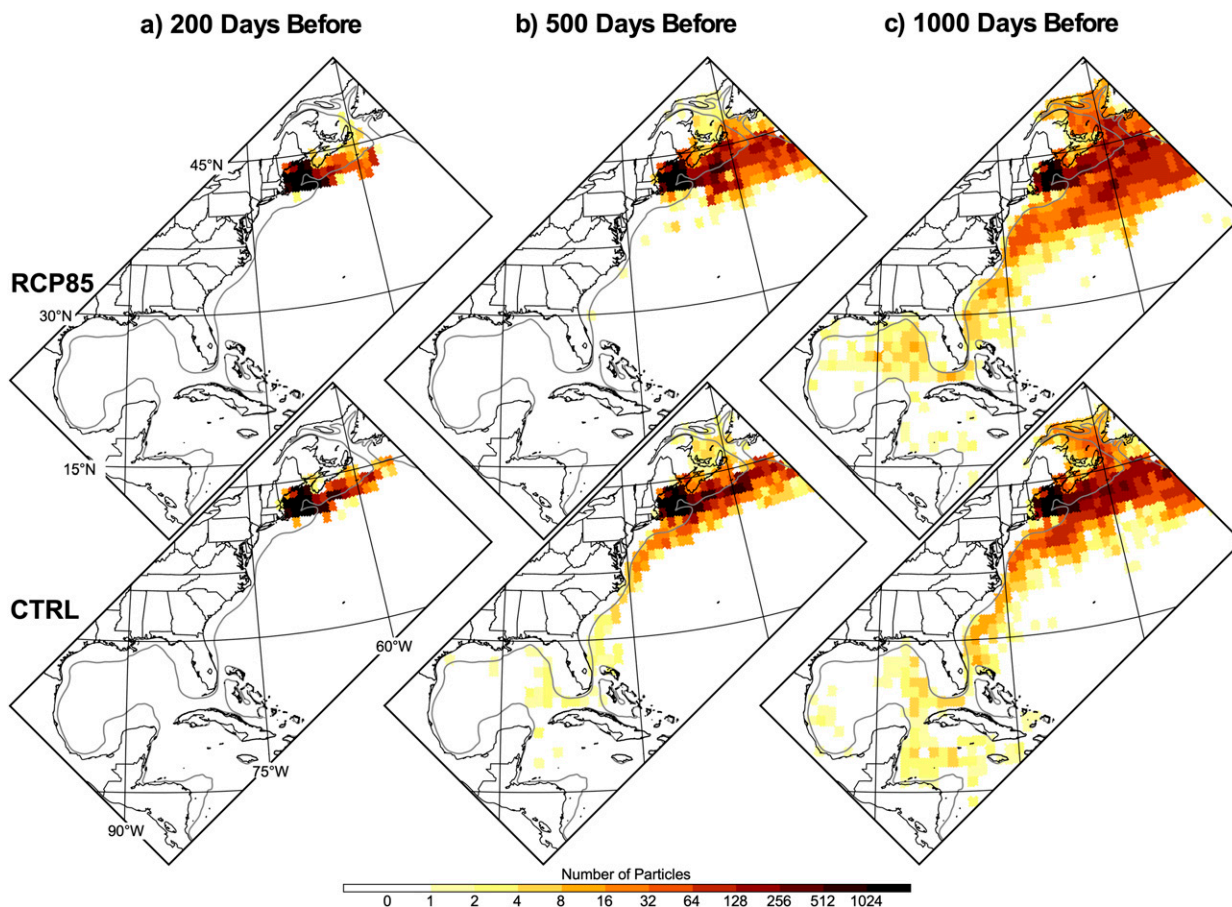 a) 200 Days Before b) 500 Days Before c) 1000 Days Before
45°N
RCP85
30°N
15°N
CTRL
60°W
75°W
90°W
Number of Particles
0 1 2 4 8 16 32 64 128 256 512 1024